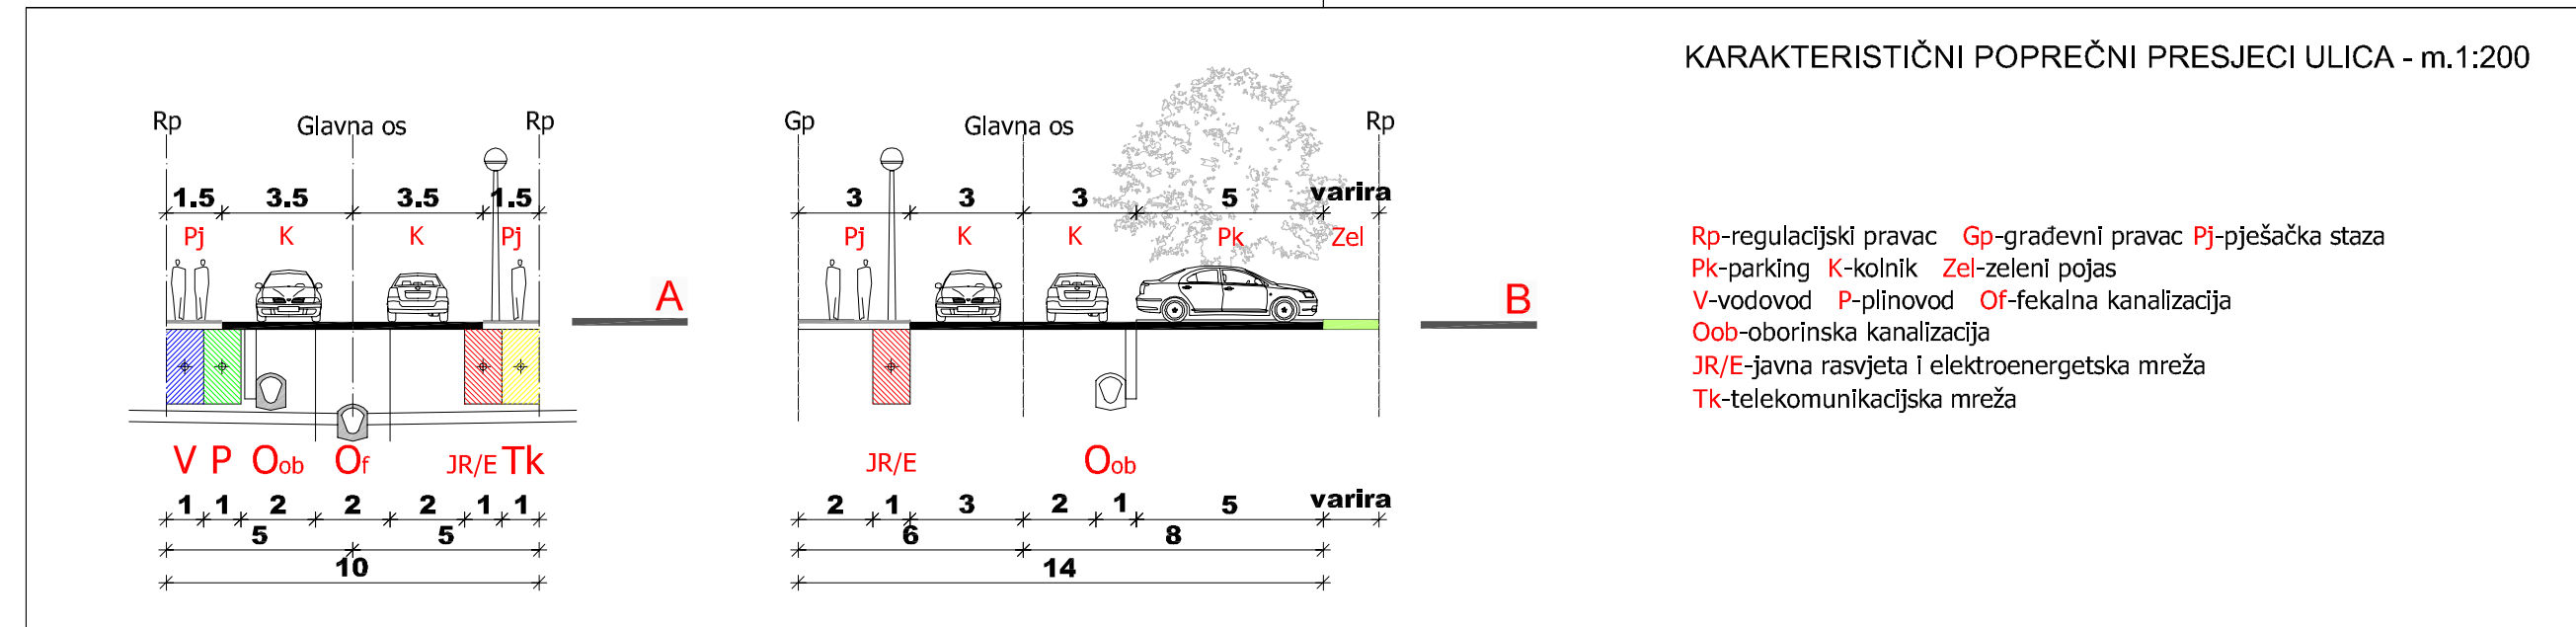 KARAKTERISTIČNI POPREČNI PRESJECI ULICA - m.1:200
Rp Glavna os Rp
1.5 3.5 3.5 1.5
Pj K K Pj
A
V P Oob Of JR/E Tk
1 1 2 2 2 1 1
5 5
10
Gp Glavna os Rp
3 3 3 5 varira
Pj K K Pk Zel
B
JR/E Oob
2 1 3 2 1 5 varira
6 8
14
Rp-regulacijski pravac Gp-građevni pravac Pj-pješačka staza
Pk-parking K-kolnik Zel-zeleni pojas
V-vodovod P-plinovod Of-fekalna kanalizacija
Oob-oborinska kanalizacija
JR/E-javna rasvjeta i elektroenergetska mreža
Tk-telekomunikacijska mreža